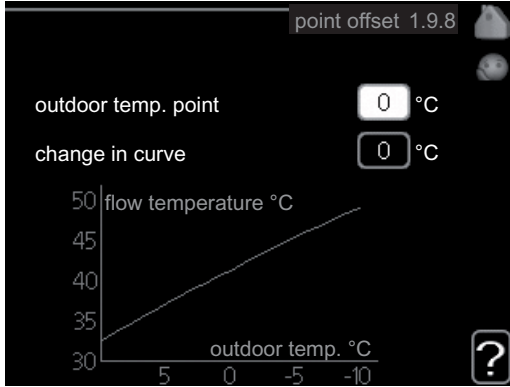 point offset 1.9.8
outdoor temp. point 0 °C
change in curve 0 °C
50 flow temperature °C
45
40
35
outdoor temp. °C
30
5 0 -5 -10
?